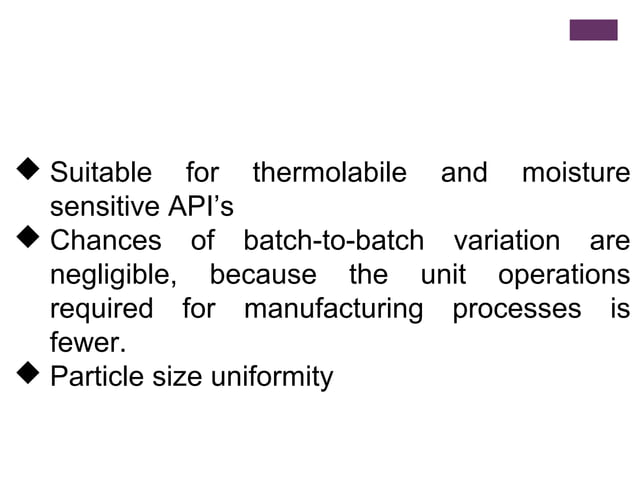 ◆ Suitable for thermolabile and moisture
sensitive API’s
◆ Chances of batch-to-batch variation are
negligible, because the unit operations
required for manufacturing processes is
fewer.
◆ Particle size uniformity